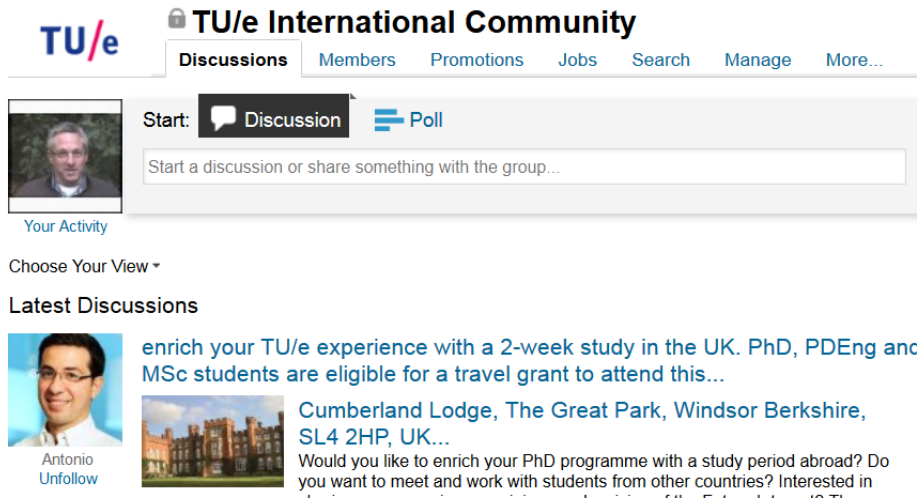 TU/e
TU/e International Community
Discussions Members Promotions Jobs Search Manage More...
Start: Discussion Poll
Start a discussion or share something with the group...
Your Activity
Choose Your View
Latest Discussions
enrich your TU/e experience with a 2-week study in the UK. PhD, PDEng and
MSc students are eligible for a travel grant to attend this...
Cumberland Lodge, The Great Park, Windsor Berkshire,
SL4 2HP, UK...
Would you like to enrich your PhD programme with a study period abroad? Do
Antonio
you want to meet and work with students from other countries? Interested in
Unfollow